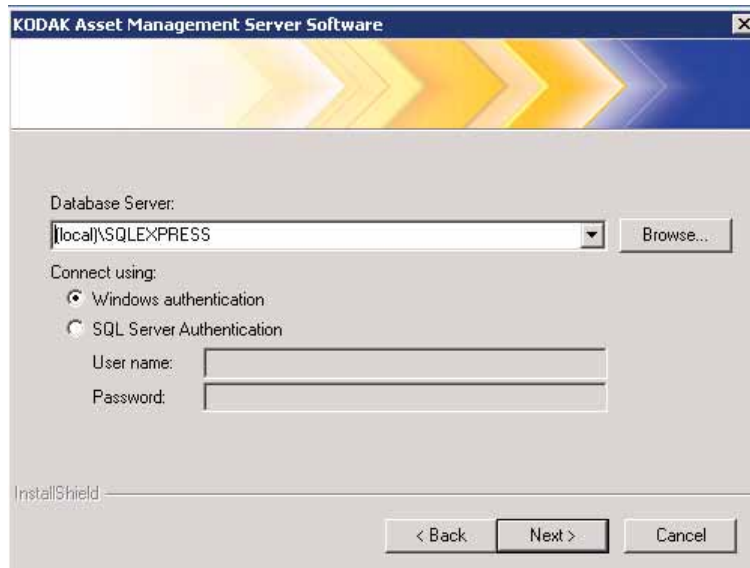 KODAK Asset Management Server Software
Database Server:
(local)\SQLEXPRESS
Browse...
Connect using:
Windows authentication
SQL Server Authentication
User name:
Password:
InstallShield
< Back
Next >
Cancel